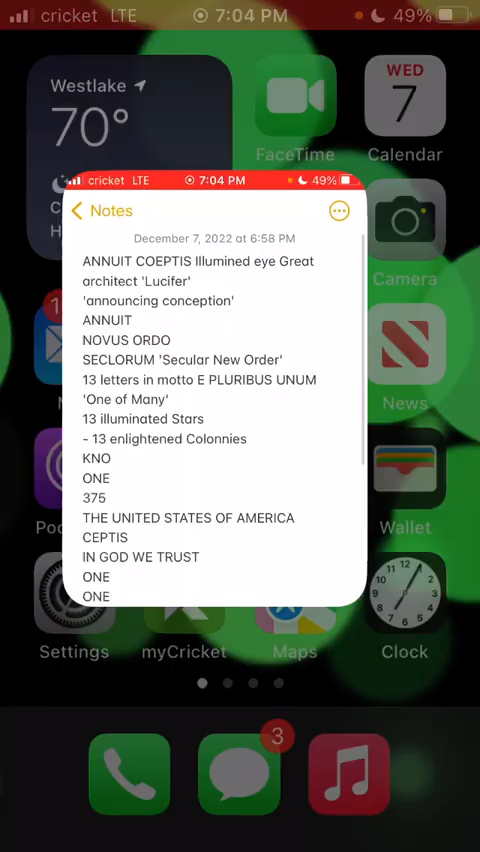 cricket LTE 7:04 PM 49%
Westlake
70°
FaceTime
WED
7
Calendar
cricket LTE 7:04 PM 49%
Notes
December 7, 2022 at 6:58 PM
ANNUIT COEPTIS Illumined eye Great
architect 'Lucifer'
'announcing conception'
ANNUIT
NOVUS ORDO
SECLORUM 'Secular New Order'
13 letters in motto E PLURIBUS UNUM
'One of Many'
13 illuminated Stars
- 13 enlightened Colonnies
KNO
ONE
375
THE UNITED STATES OF AMERICA
CEPTIS
IN GOD WE TRUST
ONE
ONE
Camera
News
Wallet
Settings
myCricket
Maps
12
Clock
3